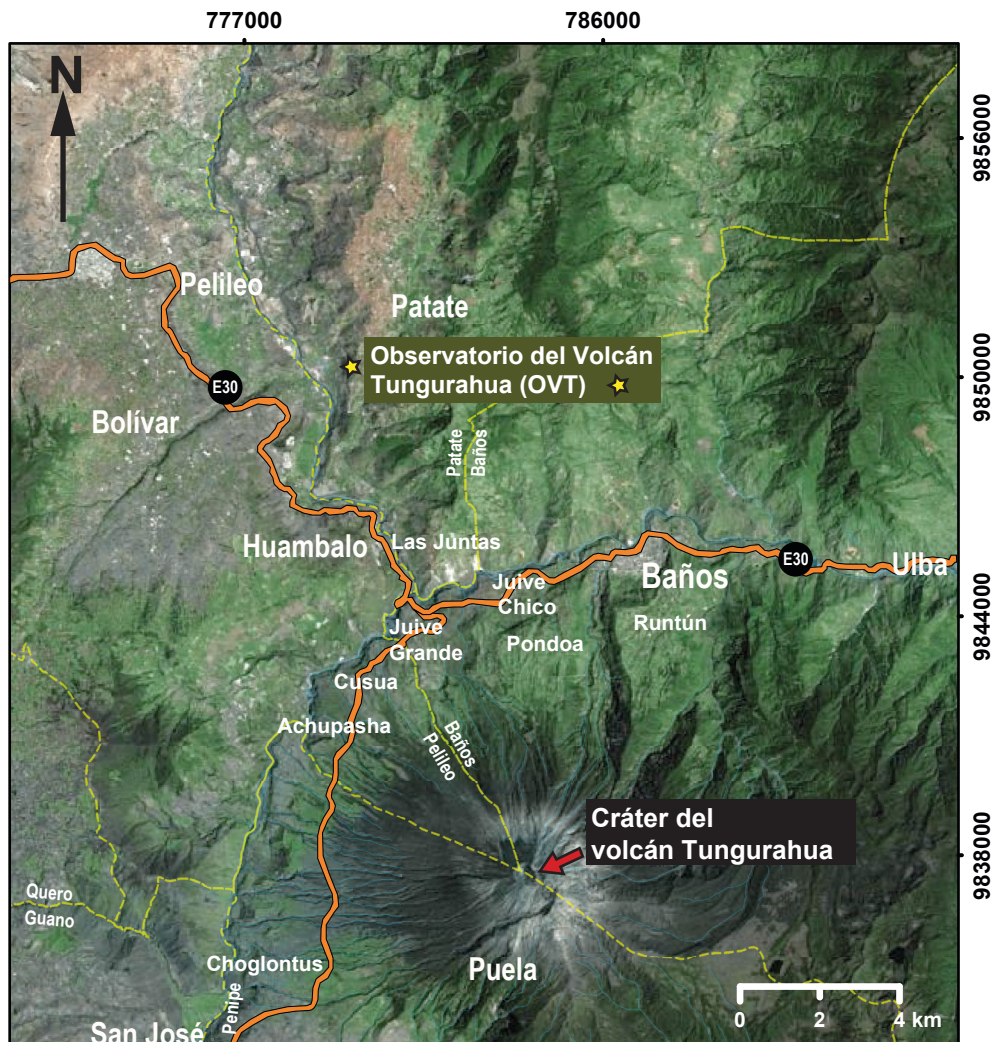 777000
786000
N
9856000
Pelileo
Patate
Observatorio del Volcán
Tungurahua (OVT)
9850000
E30
Bolívar
Patate
Baños
Huambalo
Las Juntas
E30
Baños
Ulba
Juive
Chico
9844000
Runtún
Juive
Grande
Pondoa
Cusua
Achupasha
Baños
Pelileo
Cráter del
volcán Tungurahua
9838000
Quero
Guano
Choglontus
Puela
Penipe
San José
0 2 4 km